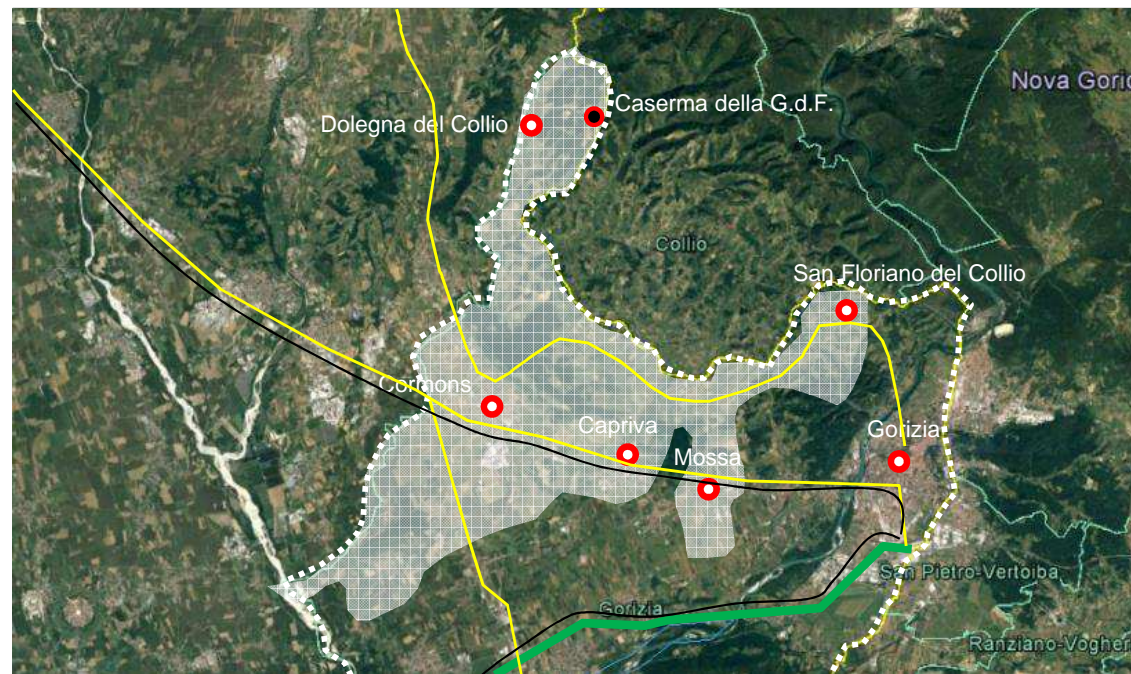 Nova Goric
Caserma della G.d.F.
Dolegna del Collio
Collio
San Floriano del Collio
Cormons
Capriva
Gorizia
Mossa
San Pietro-Vertoiba
Gorizia
Ranziano-Vogher